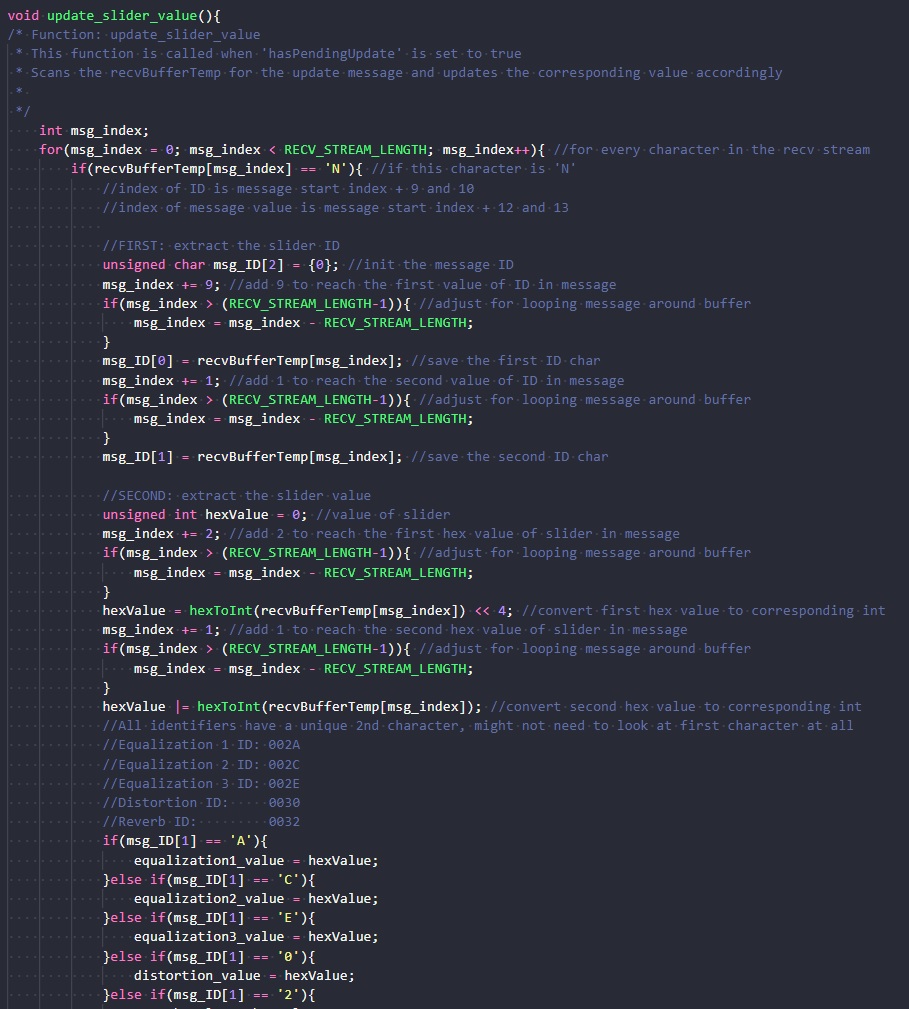 void update_slider_value(){
/* Function: update_slider_value
 * This function is called when 'hasPendingUpdate' is set to true
 * Scans the recvBufferTemp for the update message and updates the corresponding value accordingly
 *
 */
    int msg_index;
    for(msg_index = 0; msg_index < RECV_STREAM_LENGTH; msg_index++){ //for every character in the recv stream
        if(recvBufferTemp[msg_index] == 'N'){ //if this character is 'N'
            //index of ID is message start index + 9 and 10
            //index of message value is message start index + 12 and 13

            //FIRST: extract the slider ID
            unsigned char msg_ID[2] = {0}; //init the message ID
            msg_index += 9; //add 9 to reach the first value of ID in message
            if(msg_index > (RECV_STREAM_LENGTH-1)){ //adjust for looping message around buffer
                msg_index = msg_index - RECV_STREAM_LENGTH;
            }
            msg_ID[0] = recvBufferTemp[msg_index]; //save the first ID char
            msg_index += 1; //add 1 to reach the second value of ID in message
            if(msg_index > (RECV_STREAM_LENGTH-1)){ //adjust for looping message around buffer
                msg_index = msg_index - RECV_STREAM_LENGTH;
            }
            msg_ID[1] = recvBufferTemp[msg_index]; //save the second ID char

            //SECOND: extract the slider value
            unsigned int hexValue = 0; //value of slider
            msg_index += 2; //add 2 to reach the first hex value of slider in message
            if(msg_index > (RECV_STREAM_LENGTH-1)){ //adjust for looping message around buffer
                msg_index = msg_index - RECV_STREAM_LENGTH;
            }
            hexValue = hexToInt(recvBufferTemp[msg_index]) << 4; //convert first hex value to corresponding int
            msg_index += 1; //add 1 to reach the second hex value of slider in message
            if(msg_index > (RECV_STREAM_LENGTH-1)){ //adjust for looping message around buffer
                msg_index = msg_index - RECV_STREAM_LENGTH;
            }
            hexValue |= hexToInt(recvBufferTemp[msg_index]); //convert second hex value to corresponding int
            //All identifiers have a unique 2nd character, might not need to look at first character at all
            //Equalization 1 ID: 002A
            //Equalization 2 ID: 002C
            //Equalization 3 ID: 002E
            //Distortion ID:     0030
            //Reverb ID:         0032
            if(msg_ID[1] == 'A'){
                equalization1_value = hexValue;
            }else if(msg_ID[1] == 'C'){
                equalization2_value = hexValue;
            }else if(msg_ID[1] == 'E'){
                equalization3_value = hexValue;
            }else if(msg_ID[1] == '0'){
                distortion_value = hexValue;
            }else if(msg_ID[1] == '2'){